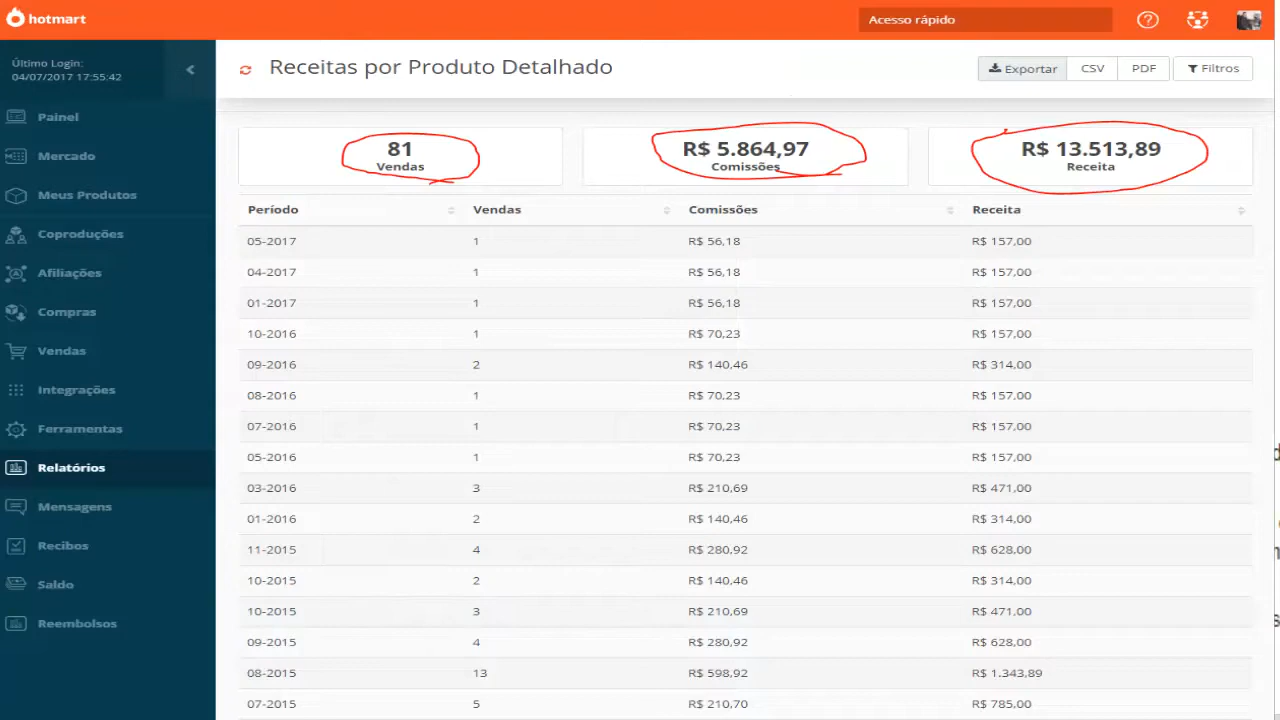 hotmart
Acesso rápido
Último Login:
04/07/2017 17:55:42
Painel
Mercado
Meus Produtos
Coproduções
Afiliações
Compras
Vendas
Integrações
Ferramentas
Relatórios
Mensagens
Recibos
Saldo
Reembolsos
Receitas por Produto Detalhado
Exportar CSV PDF Filtros
81
Vendas
R$ 5.864,97
Comissões
R$ 13.513,89
Receita
Período Vendas Comissões Receita
05-2017 1 R$ 56,18 R$ 157,00
04-2017 1 R$ 56,18 R$ 157,00
01-2017 1 R$ 56,18 R$ 157,00
10-2016 1 R$ 70,23 R$ 157,00
09-2016 2 R$ 140,46 R$ 314,00
08-2016 1 R$ 70,23 R$ 157,00
07-2016 1 R$ 70,23 R$ 157,00
05-2016 1 R$ 70,23 R$ 157,00
03-2016 3 R$ 210,69 R$ 471,00
01-2016 2 R$ 140,46 R$ 314,00
11-2015 4 R$ 280,92 R$ 628,00
10-2015 2 R$ 140,46 R$ 314,00
10-2015 3 R$ 210,69 R$ 471,00
09-2015 4 R$ 280,92 R$ 628,00
08-2015 13 R$ 598,92 R$ 1.343,89
07-2015 5 R$ 210,70 R$ 785,00